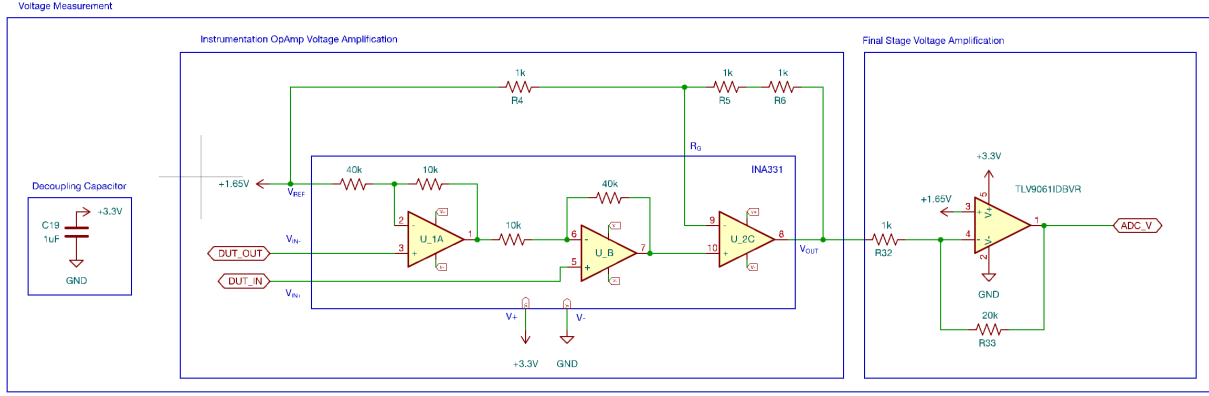 Voltage Measurement
Instrumentation OpAmp Voltage Amplification
Final Stage Voltage Amplification
1k
R4
1k
R5
1k
R6
RG
INA331
+1.65V
VREF
40k
10k
40k
10k
2
-
3
+
U_1A
1
V+
V-
6
-
5
+
U_B
7
V+
V-
9
-
10
+
U_2C
8
V+
V-
VIN-
DUT_OUT
DUT_IN
VIN+
VOUT
V+
V-
+3.3V
GND
Decoupling Capacitor
C19
1uF
+3.3V
GND
1k
R32
+3.3V
+1.65V
TLV9061IDBVR
5
V+
3
+
4
-
V-
2
1
GND
20k
R33
ADC_V